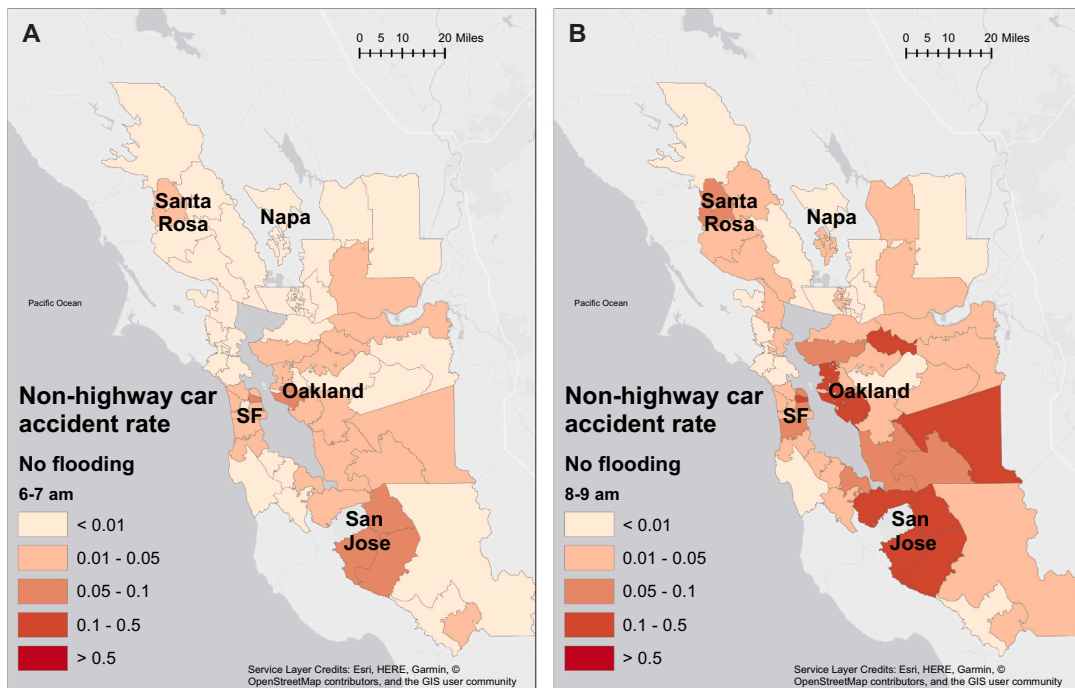 A
0 5 10 20 Miles
Santa
Rosa
Napa
Pacific Ocean
Oakland
SF
San
Jose
Non-highway car
accident rate
No flooding
6-7 am
< 0.01
0.01 - 0.05
0.05 - 0.1
0.1 - 0.5
> 0.5
Service Layer Credits: Esri, HERE, Garmin, ©
OpenStreetMap contributors, and the GIS user community
B
0 5 10 20 Miles
Santa
Rosa
Napa
Pacific Ocean
Oakland
SF
San
Jose
Non-highway car
accident rate
No flooding
8-9 am
< 0.01
0.01 - 0.05
0.05 - 0.1
0.1 - 0.5
> 0.5
Service Layer Credits: Esri, HERE, Garmin, ©
OpenStreetMap contributors, and the GIS user community